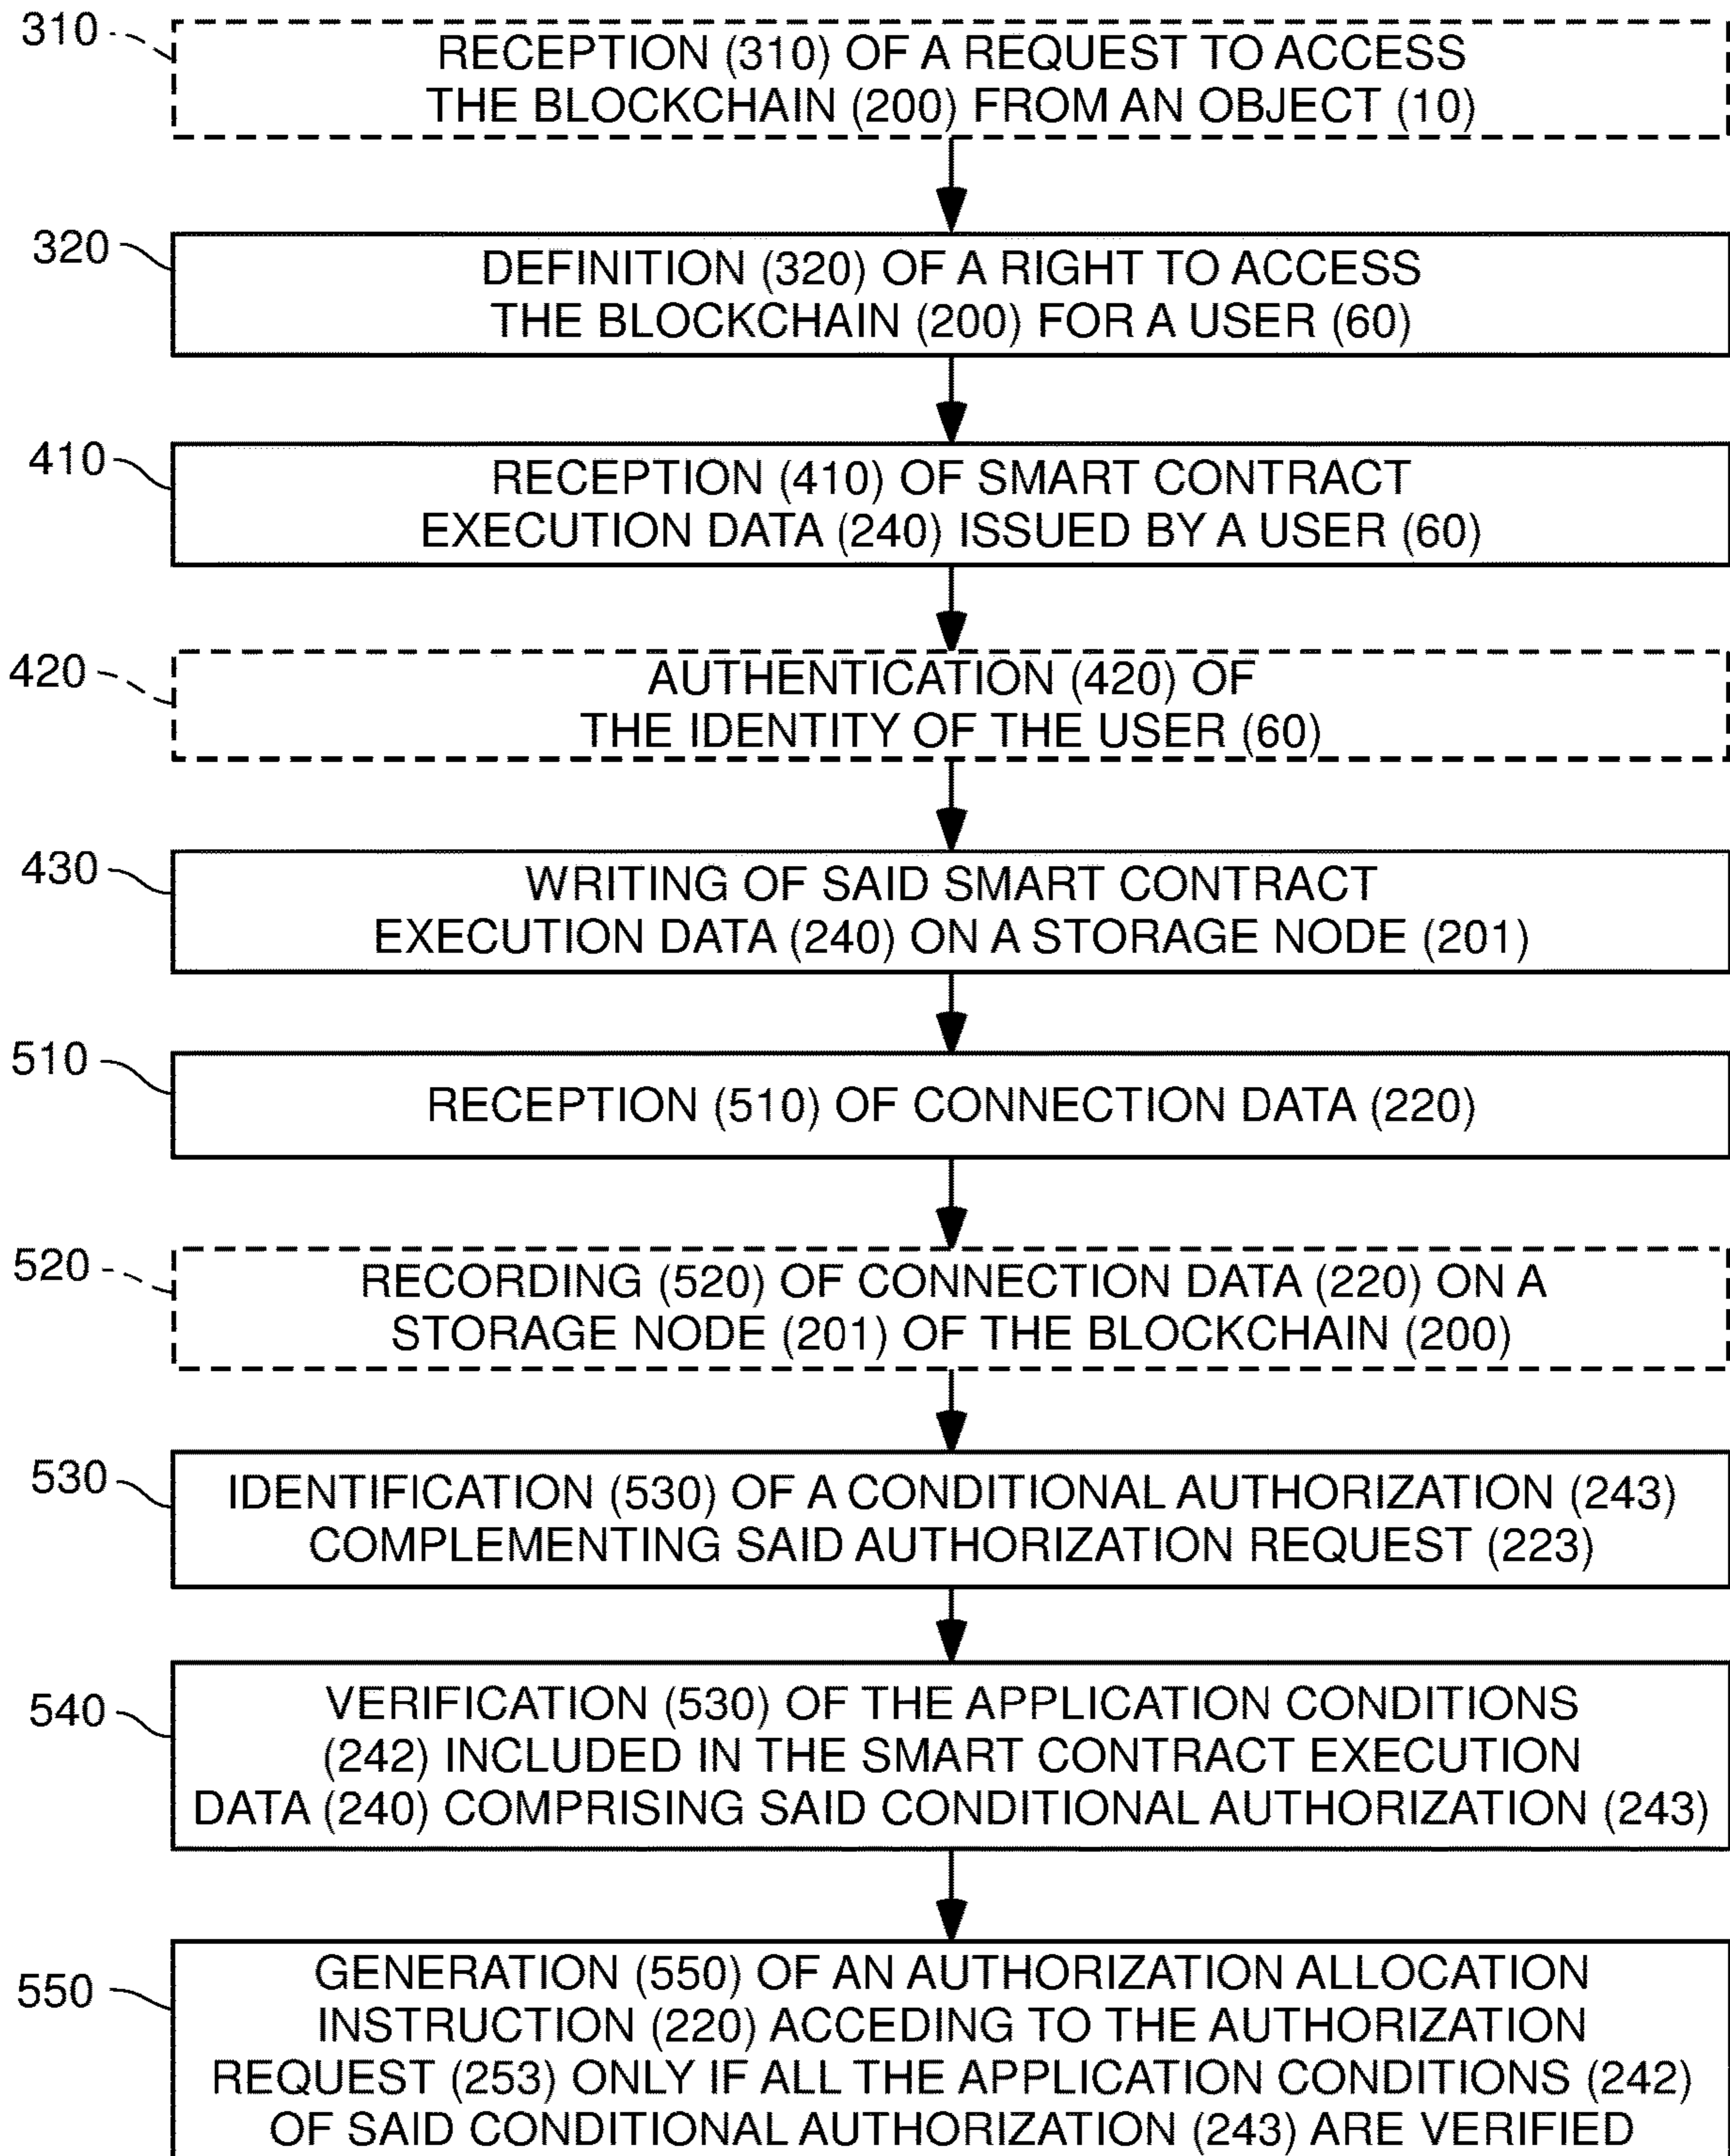 310
RECEPTION (310) OF A REQUEST TO ACCESS
THE BLOCKCHAIN (200) FROM AN OBJECT (10)
320
DEFINITION (320) OF A RIGHT TO ACCESS
THE BLOCKCHAIN (200) FOR A USER (60)
410
RECEPTION (410) OF SMART CONTRACT
EXECUTION DATA (240) ISSUED BY A USER (60)
420
AUTHENTICATION (420) OF
THE IDENTITY OF THE USER (60)
430
WRITING OF SAID SMART CONTRACT
EXECUTION DATA (240) ON A STORAGE NODE (201)
510
RECEPTION (510) OF CONNECTION DATA (220)
520
RECORDING (520) OF CONNECTION DATA (220) ON A
STORAGE NODE (201) OF THE BLOCKCHAIN (200)
530
IDENTIFICATION (530) OF A CONDITIONAL AUTHORIZATION (243)
COMPLEMENTING SAID AUTHORIZATION REQUEST (223)
540
VERIFICATION (530) OF THE APPLICATION CONDITIONS
(242) INCLUDED IN THE SMART CONTRACT EXECUTION
DATA (240) COMPRISING SAID CONDITIONAL AUTHORIZATION (243)
550
GENERATION (550) OF AN AUTHORIZATION ALLOCATION
INSTRUCTION (220) ACCEDING TO THE AUTHORIZATION
REQUEST (253) ONLY IF ALL THE APPLICATION CONDITIONS (242)
OF SAID CONDITIONAL AUTHORIZATION (243) ARE VERIFIED